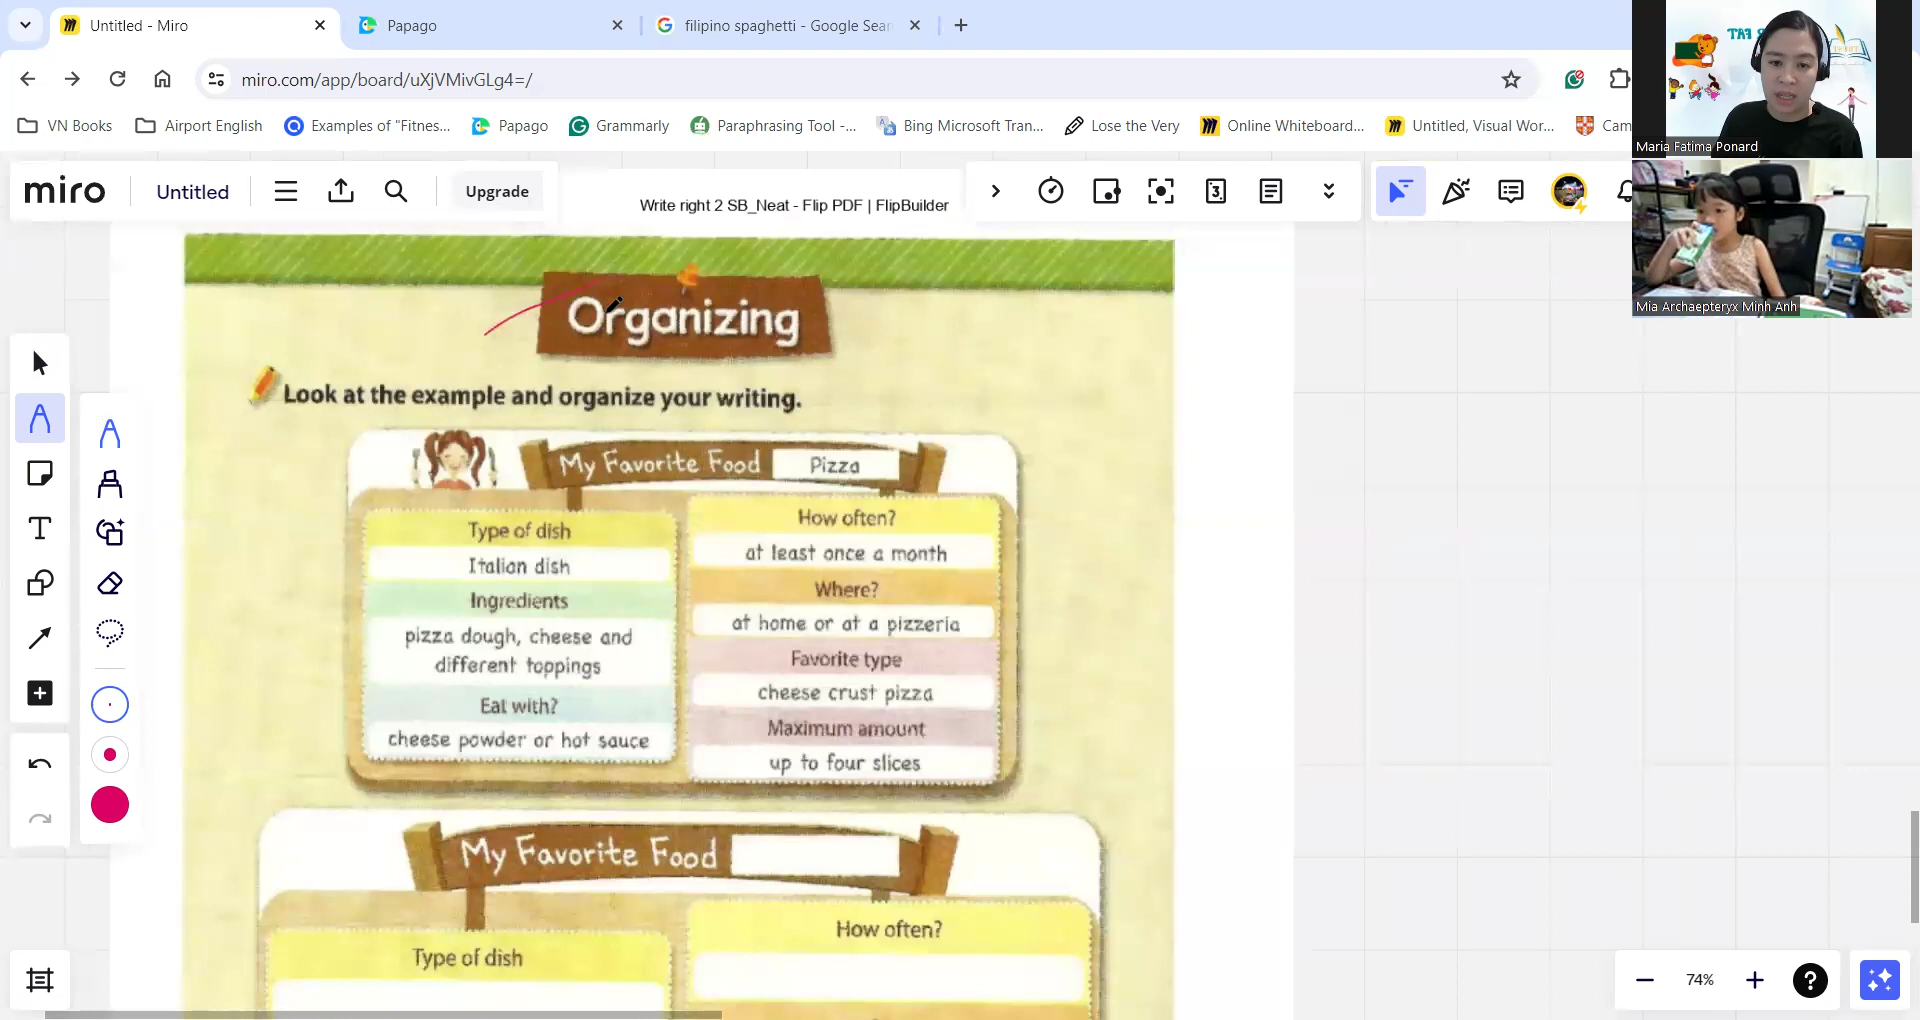 Untitled - Miro
Papago
filipino spaghetti - Google Sear
miro.com/app/board/uXjVMivGLg4=/
VN Books
Airport English
Examples of "Fitnes...
Papago
Grammarly
Paraphrasing Tool -...
Bing Microsoft Tran...
Lose the Very
Online Whiteboard...
Untitled, Visual Wor...
Cam
miro
Untitled
Upgrade
Write right 2 SB_Neat - Flip PDF | FlipBuilder
3
Maria Fatima Ponard
Mia Archaepteryx Minh Anh
Organizing
Look at the example and organize your writing.
My Favorite Food
Pizza
Type of dish
Italian dish
Ingredients
pizza dough, cheese and
different toppings
Eat with?
cheese powder or hot sauce
How often?
at least once a month
Where?
at home or at a pizzeria
Favorite type
cheese crust pizza
Maximum amount
up to four slices
My Favorite Food
Type of dish
How often?
74%